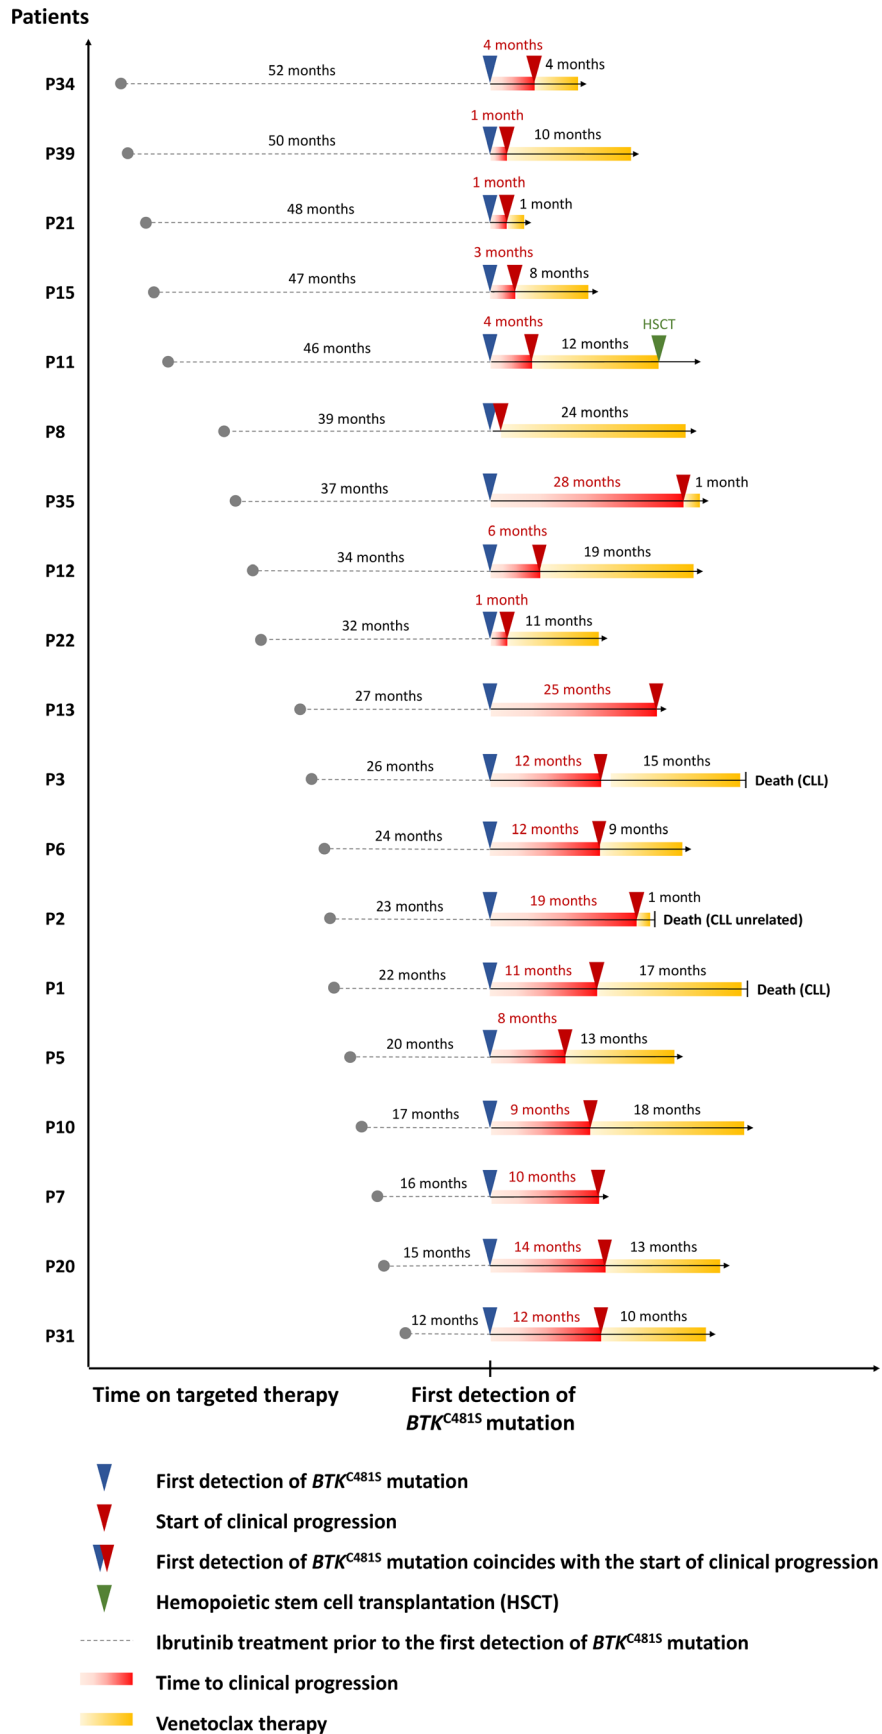 Patients
4 months
P34 52 months 4 months
1 month
P39 50 months 10 months
1 month
P21 48 months 1 month
3 months
P15 47 months 8 months
4 months HSCT
P11 46 months 12 months
P8 39 months 24 months
P35 37 months 28 months 1 month
6 months
P12 34 months 19 months
1 month
P22 32 months 11 months
P13 27 months 25 months
P3 26 months 12 months 15 months Death (CLL)
P6 24 months 12 months 9 months
P2 23 months 19 months 1 month Death (CLL unrelated)
P1 22 months 11 months 17 months Death (CLL)
8 months
P5 20 months 13 months
P10 17 months 9 months 18 months
P7 16 months 10 months
P20 15 months 14 months 13 months
P31 12 months 12 months 10 months
Time on targeted therapy First detection of
BTKC481S mutation
First detection of BTKC481S mutation
Start of clinical progression
First detection of BTKC481S mutation coincides with the start of clinical progression
Hemopoietic stem cell transplantation (HSCT)
Ibrutinib treatment prior to the first detection of BTKC481S mutation
Time to clinical progression
Venetoclax therapy